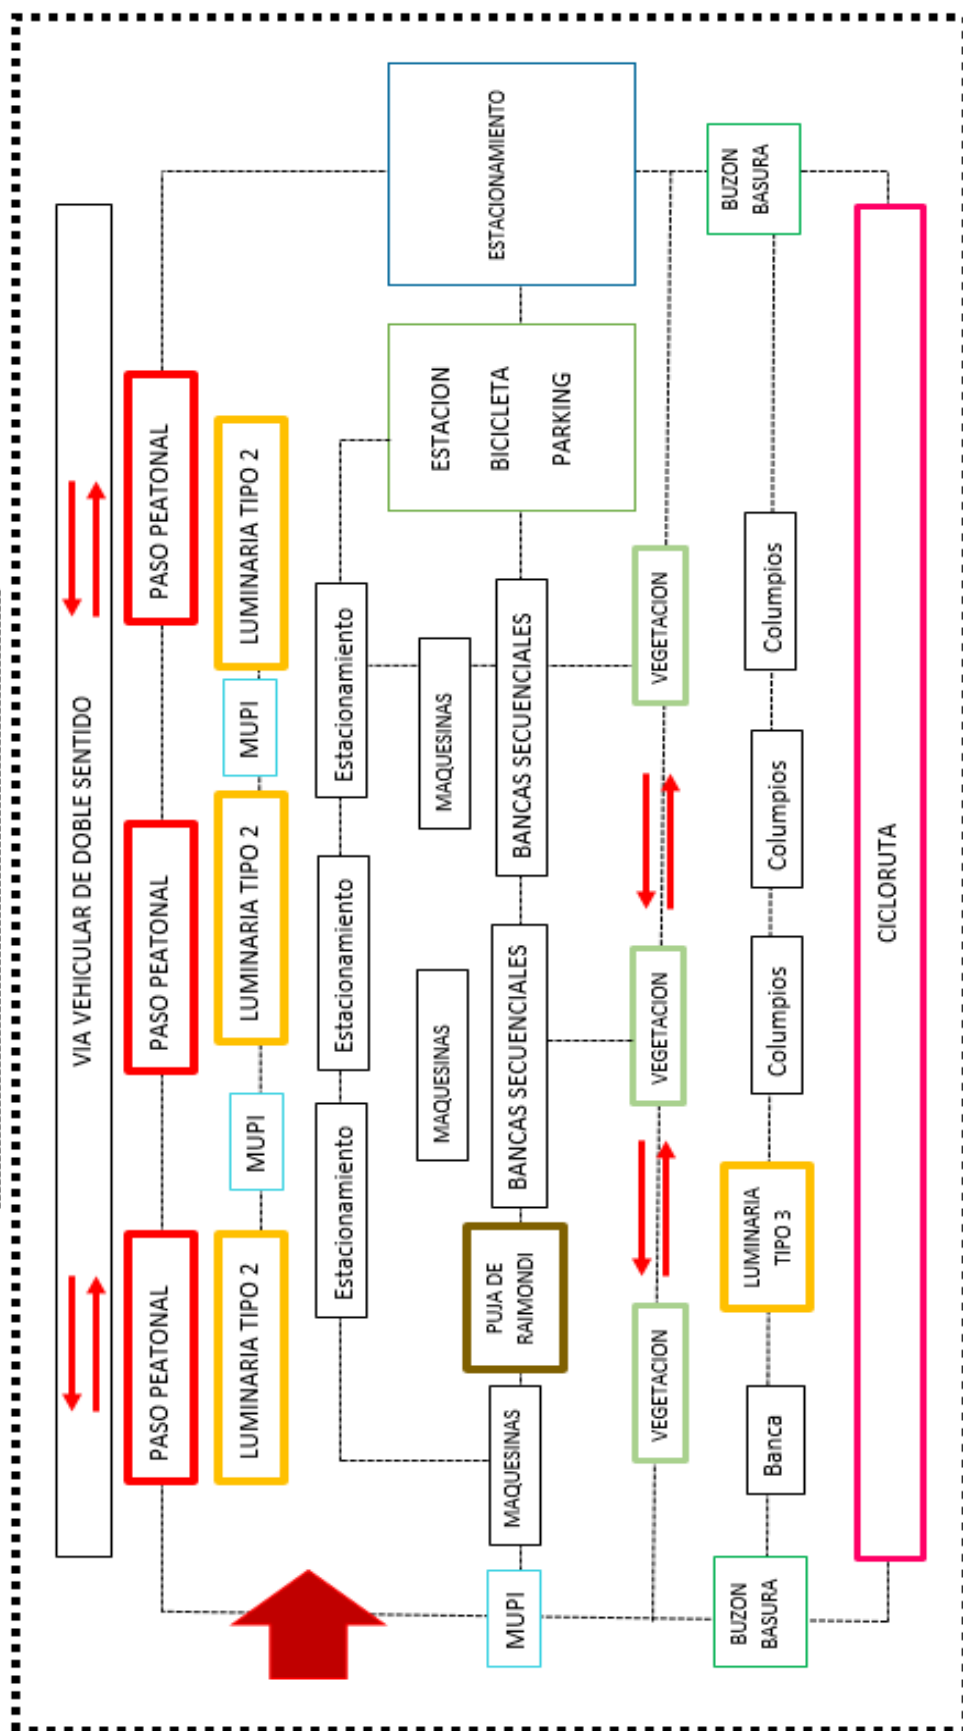 VIA VEHICULAR DE DOBLE SENTIDO
PASO PEATONAL
PASO PEATONAL
PASO PEATONAL
LUMINARIA TIPO 2
MUPI
LUMINARIA TIPO 2
MUPI
LUMINARIA TIPO 2
Estacionamiento
Estacionamiento
Estacionamiento
MAQUESINAS
MAQUESINAS
MUPI
MAQUESINAS
PUJA DE
RAIMONDI
BANCAS SECUENCIALES
BANCAS SECUENCIALES
ESTACION
BICICLETA
PARKING
ESTACIONAMIENTO
VEGETACION
VEGETACION
VEGETACION
BUZON
BASURA
Banca
LUMINARIA
TIPO 3
Columpios
Columpios
Columpios
BUZON
BASURA
CICLORUTA